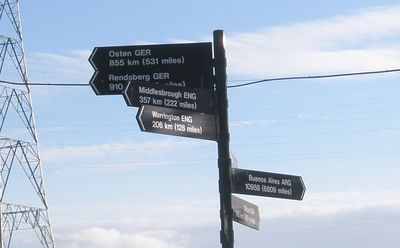 Osten GER
855 km (531 miles)
Rendsberg GER
910
miles)
Middlesbrough ENG
357 km (222 miles)
Warrington ENG
206 km (128 miles)
Buenos Aires ARG
10958 (6809 miles)